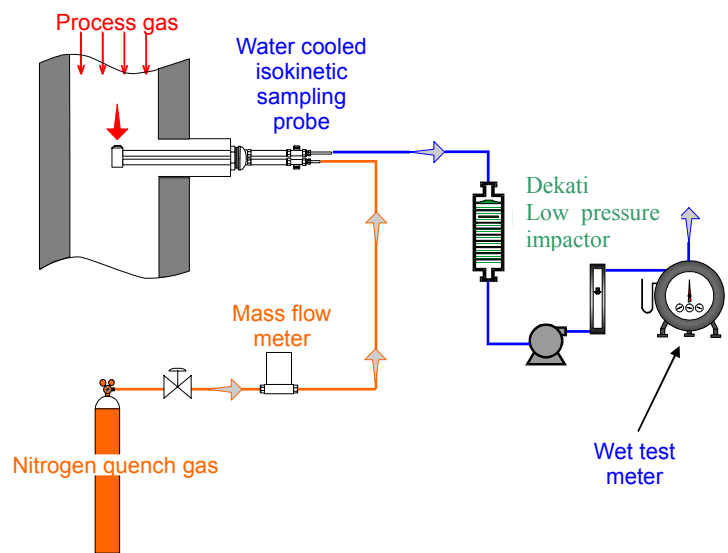 Process gas
Water cooled
isokinetic
sampling
probe
Dekati
Low pressure
impactor
Mass flow
meter
Nitrogen quench gas
Wet test
meter